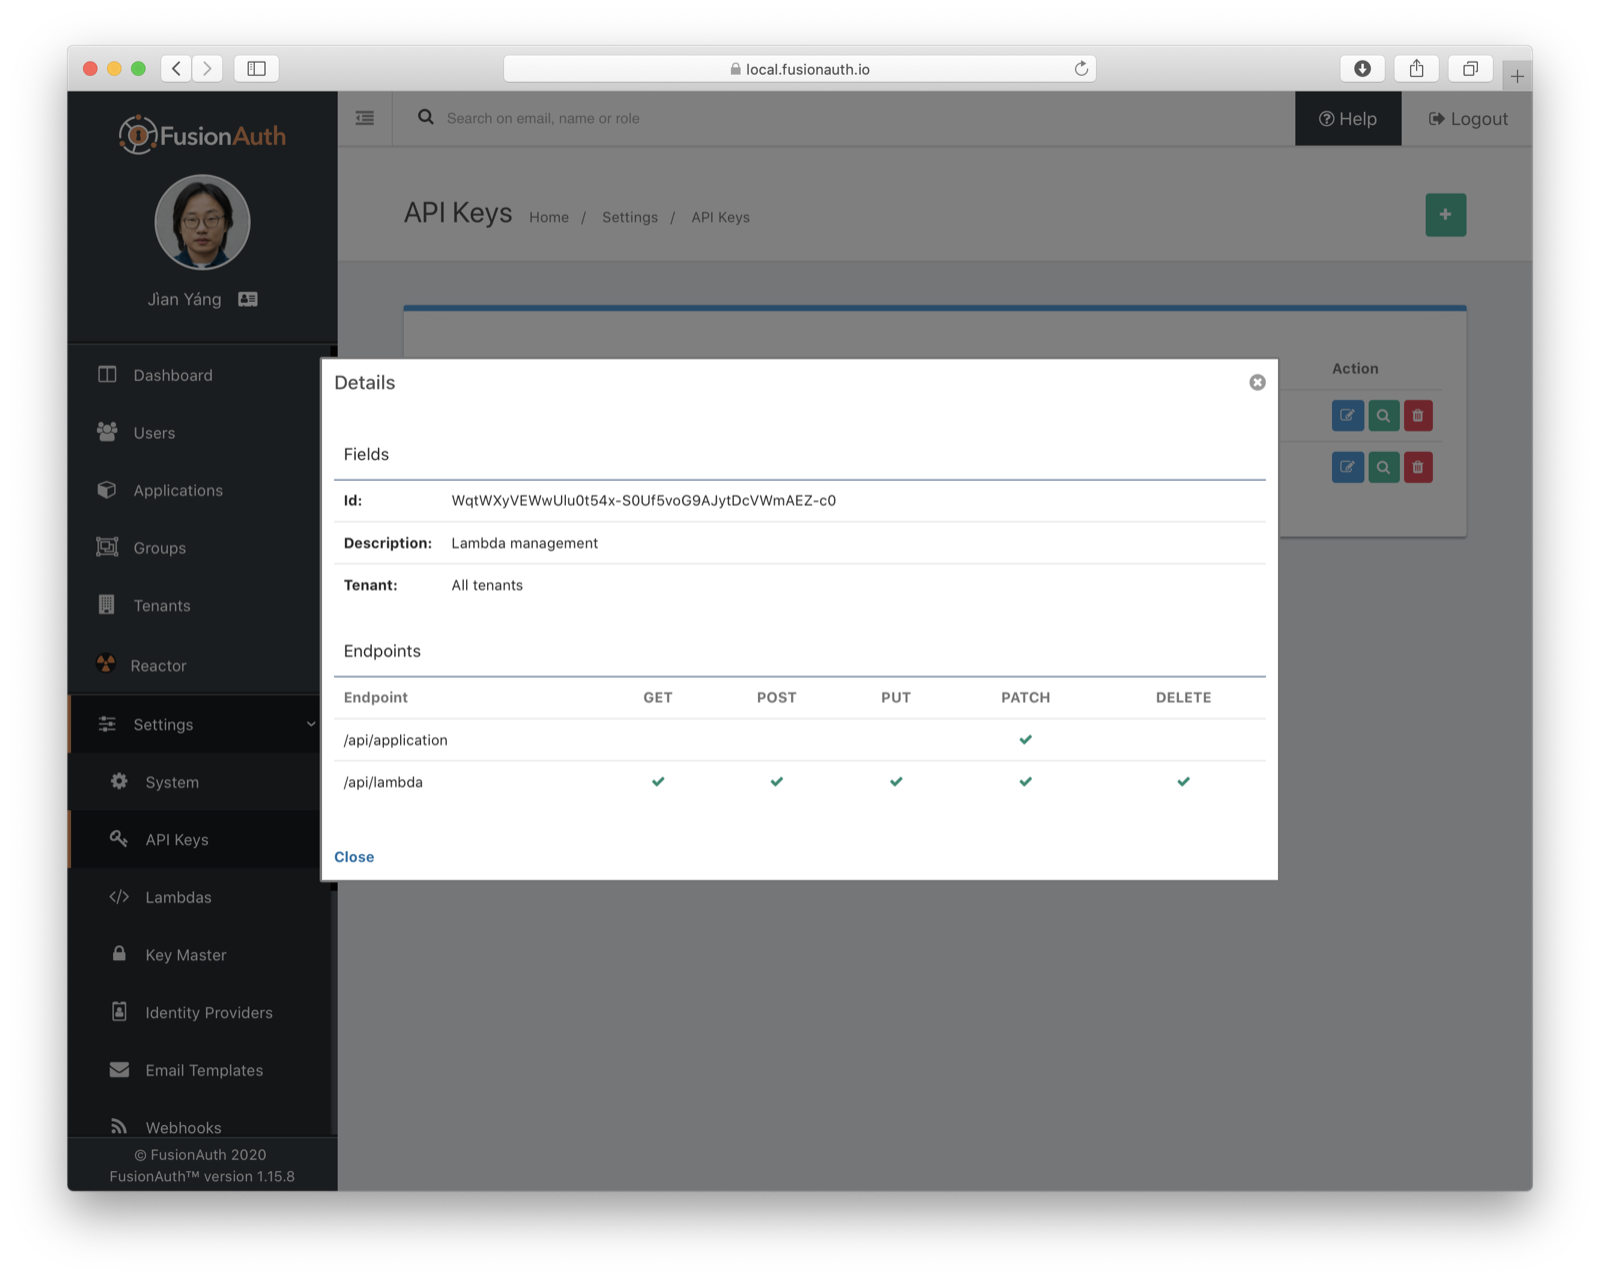 local.fusionauth.io
FusionAuth
Search on email, name or role
Help
Logout
Jìan Yáng
API Keys
Home / Settings / API Keys
Action
Dashboard
Users
Applications
Groups
Tenants
Reactor
Settings
System
API Keys
Lambdas
Key Master
Identity Providers
Email Templates
Webhooks
© FusionAuth 2020
FusionAuth™ version 1.15.8
Details
Fields
Id: WqtWXyVEWwUlu0t54x-S0Uf5voG9AJytDcVWmAEZ-c0
Description: Lambda management
Tenant: All tenants
Endpoints
Endpoint GET POST PUT PATCH DELETE
/api/application
/api/lambda
Close